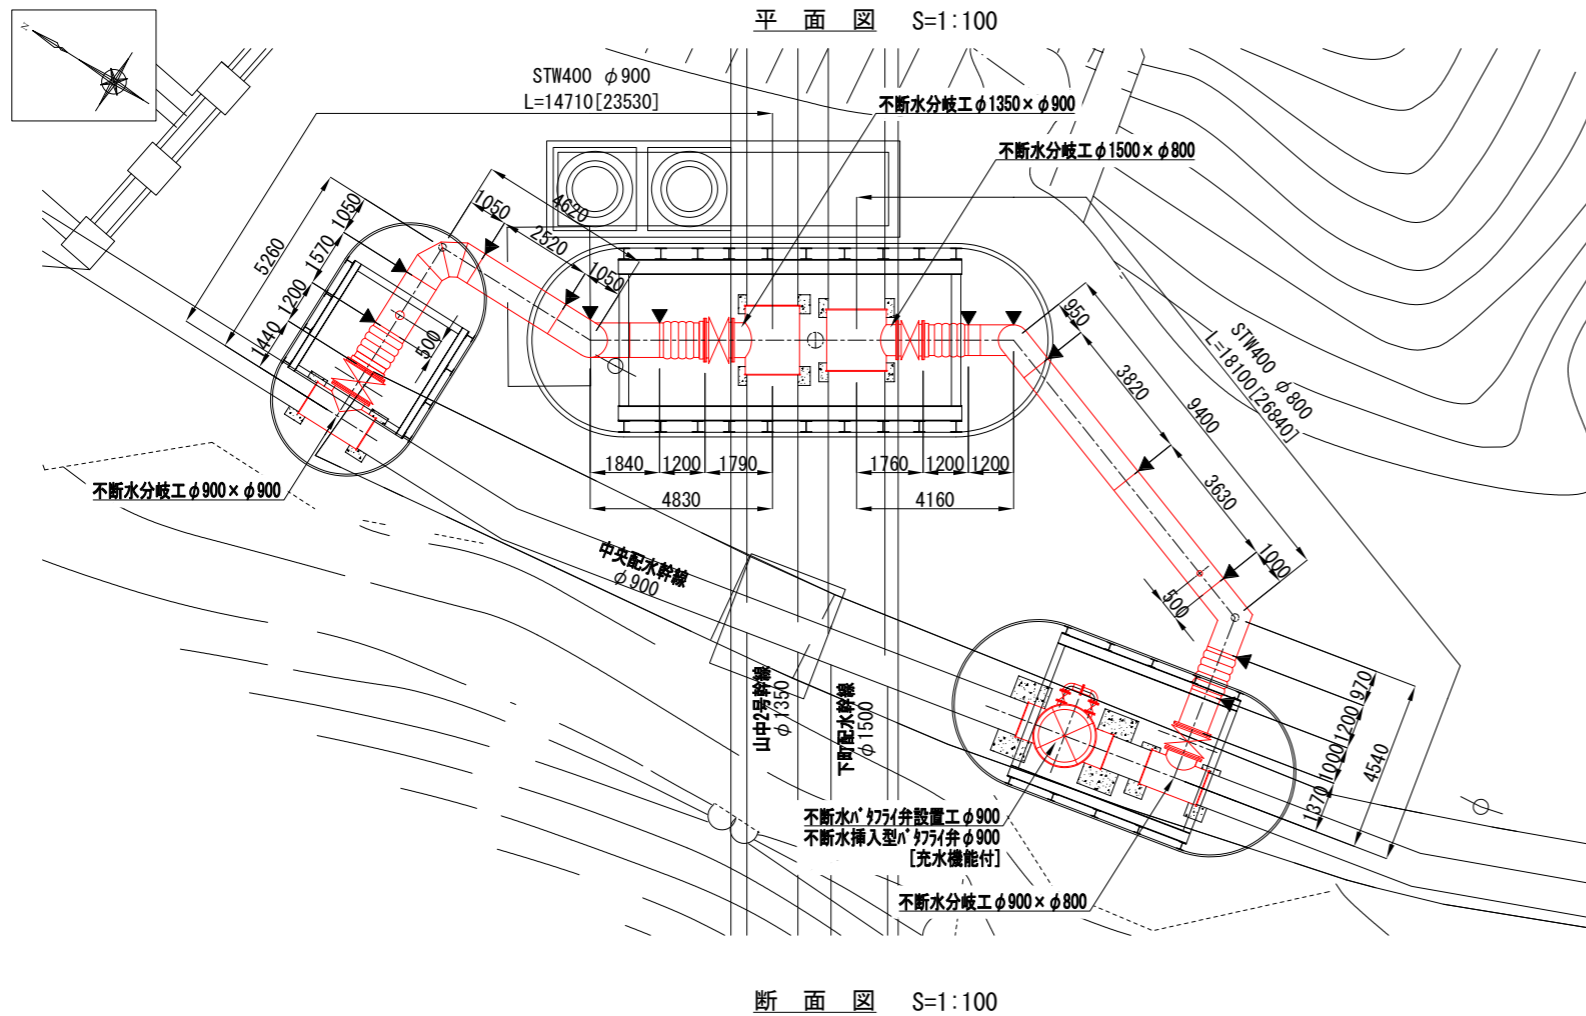 平 面 図 S=1:100
N
STW400 φ900
L=14710[23530]
不断水分岐工φ1350×φ900
不断水分岐工φ1500×φ800
1050
4620
2520
1050
1050
1570
5260
1200
1440
500
950
3820
9400
STW400 φ800
L=18100[26840]
3630
1000
500
1840
1200
1790
1760
1200
1200
4830
4160
不断水分岐工φ900×φ900
中央配水幹線
φ900
山中2号幹線
φ1350
下町配水幹線
φ1500
970
1200
1000
1370
4540
不断水バタフライ弁設置工φ900
不断水挿入型バタフライ弁φ900
[充水機能付]
不断水分岐工φ900×φ800
断 面 図 S=1:100